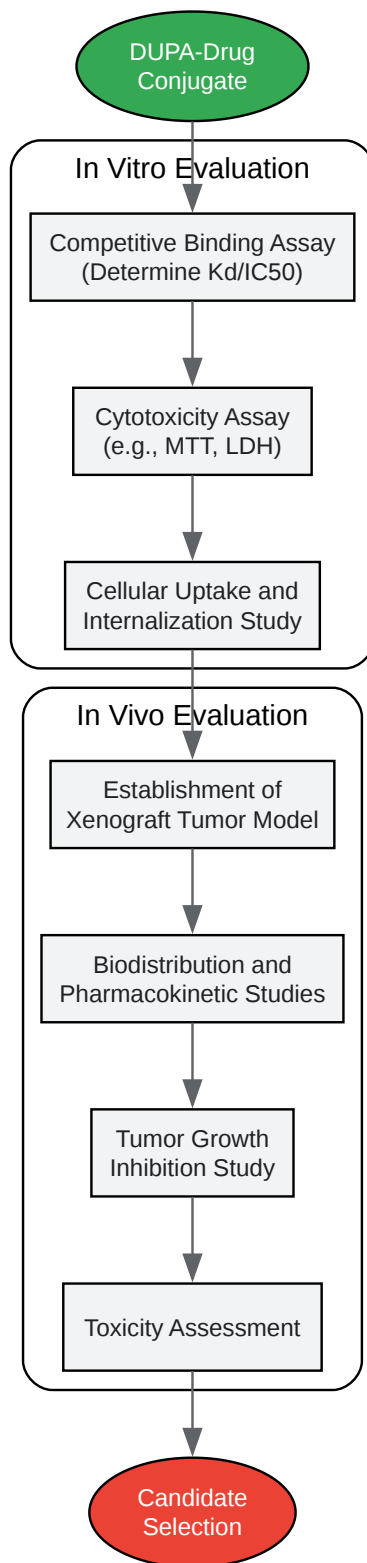 DUPA-Drug
Conjugate
In Vitro Evaluation
Competitive Binding Assay
(Determine Kd/IC50)
Cytotoxicity Assay
(e.g., MTT, LDH)
Cellular Uptake and
Internalization Study
In Vivo Evaluation
Establishment of
Xenograft Tumor Model
Biodistribution and
Pharmacokinetic Studies
Tumor Growth
Inhibition Study
Toxicity Assessment
Candidate
Selection